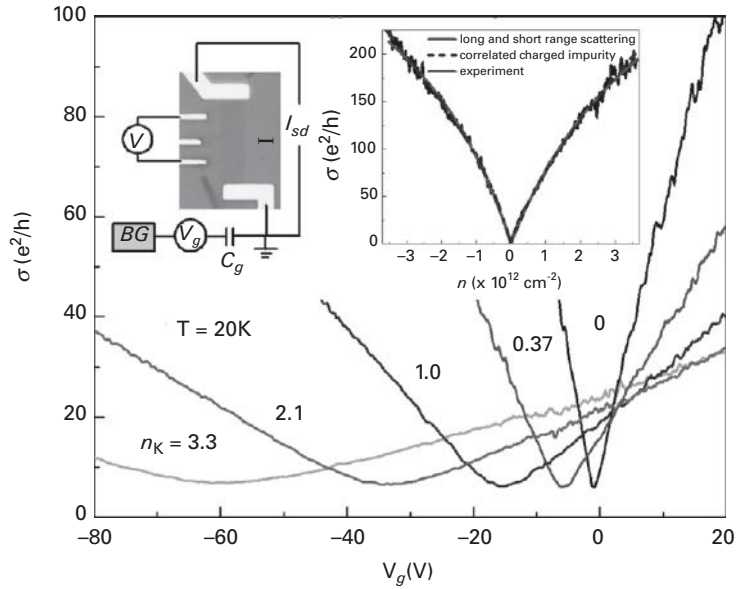 100
80
60
40
20
0
σ (e²/h)
−80
−60
−40
−20
0
20
V_g(V)
T = 20K
n_K = 3.3
2.1
1.0
0.37
0
V
I_sd
BG
V_g
C_g
long and short range scattering
correlated charged impurity
experiment
200
150
100
50
0
σ (e²/h)
−3
−2
−1
0
1
2
3
n (x 10¹² cm⁻²)